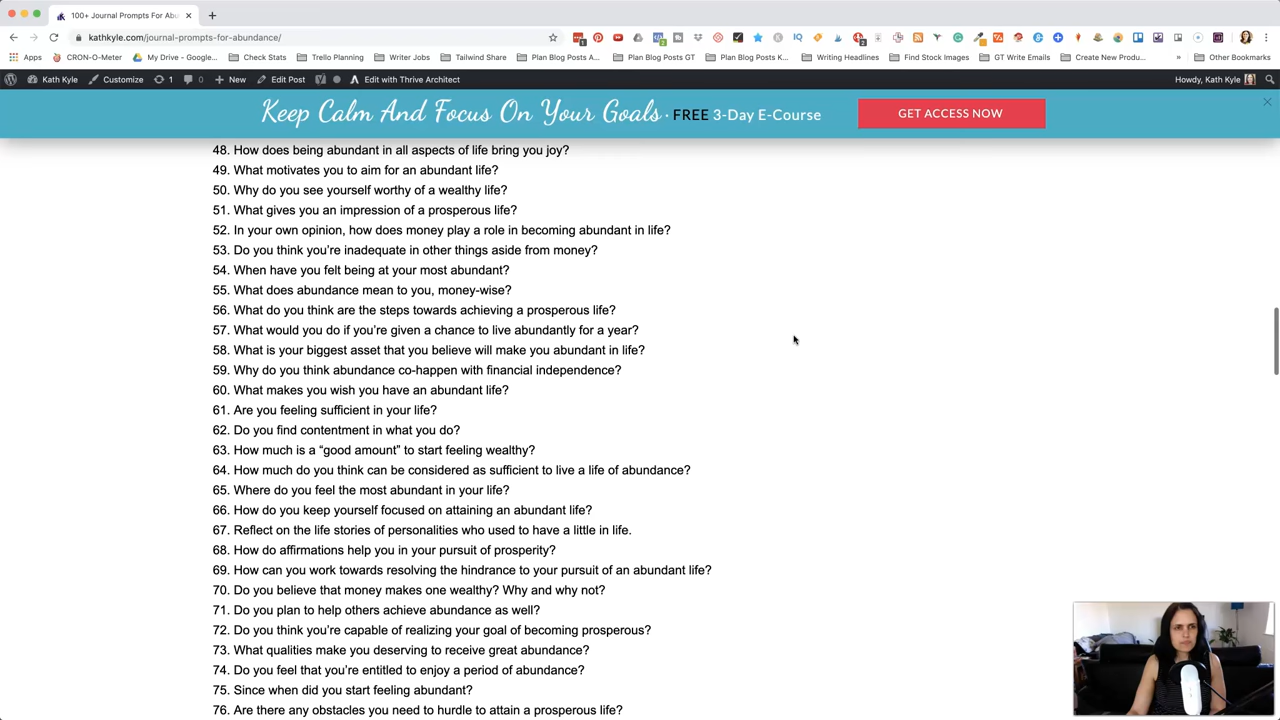 100+ Journal Prompts For Abu
kathkyle.com/journal-prompts-for-abundance/
Apps
CRON-O-Meter
My Drive - Google...
Check Stats
Trello Planning
Writer Jobs
Tailwind Share
Plan Blog Posts A...
Plan Blog Posts GT
Plan Blog Posts K...
Writing Headlines
Find Stock Images
GT Write Emails
Create New Produ...
»
Other Bookmarks
Kath Kyle
Customize
1
0
New
Edit Post
Edit with Thrive Architect
Howdy, Kath Kyle
Keep Calm And Focus On Your Goals · FREE 3-Day E-Course
GET ACCESS NOW
48. How does being abundant in all aspects of life bring you joy?
49. What motivates you to aim for an abundant life?
50. Why do you see yourself worthy of a wealthy life?
51. What gives you an impression of a prosperous life?
52. In your own opinion, how does money play a role in becoming abundant in life?
53. Do you think you’re inadequate in other things aside from money?
54. When have you felt being at your most abundant?
55. What does abundance mean to you, money-wise?
56. What do you think are the steps towards achieving a prosperous life?
57. What would you do if you’re given a chance to live abundantly for a year?
58. What is your biggest asset that you believe will make you abundant in life?
59. Why do you think abundance co-happen with financial independence?
60. What makes you wish you have an abundant life?
61. Are you feeling sufficient in your life?
62. Do you find contentment in what you do?
63. How much is a “good amount” to start feeling wealthy?
64. How much do you think can be considered as sufficient to live a life of abundance?
65. Where do you feel the most abundant in your life?
66. How do you keep yourself focused on attaining an abundant life?
67. Reflect on the life stories of personalities who used to have a little in life.
68. How do affirmations help you in your pursuit of prosperity?
69. How can you work towards resolving the hindrance to your pursuit of an abundant life?
70. Do you believe that money makes one wealthy? Why and why not?
71. Do you plan to help others achieve abundance as well?
72. Do you think you’re capable of realizing your goal of becoming prosperous?
73. What qualities make you deserving to receive great abundance?
74. Do you feel that you’re entitled to enjoy a period of abundance?
75. Since when did you start feeling abundant?
76. Are there any obstacles you need to hurdle to attain a prosperous life?